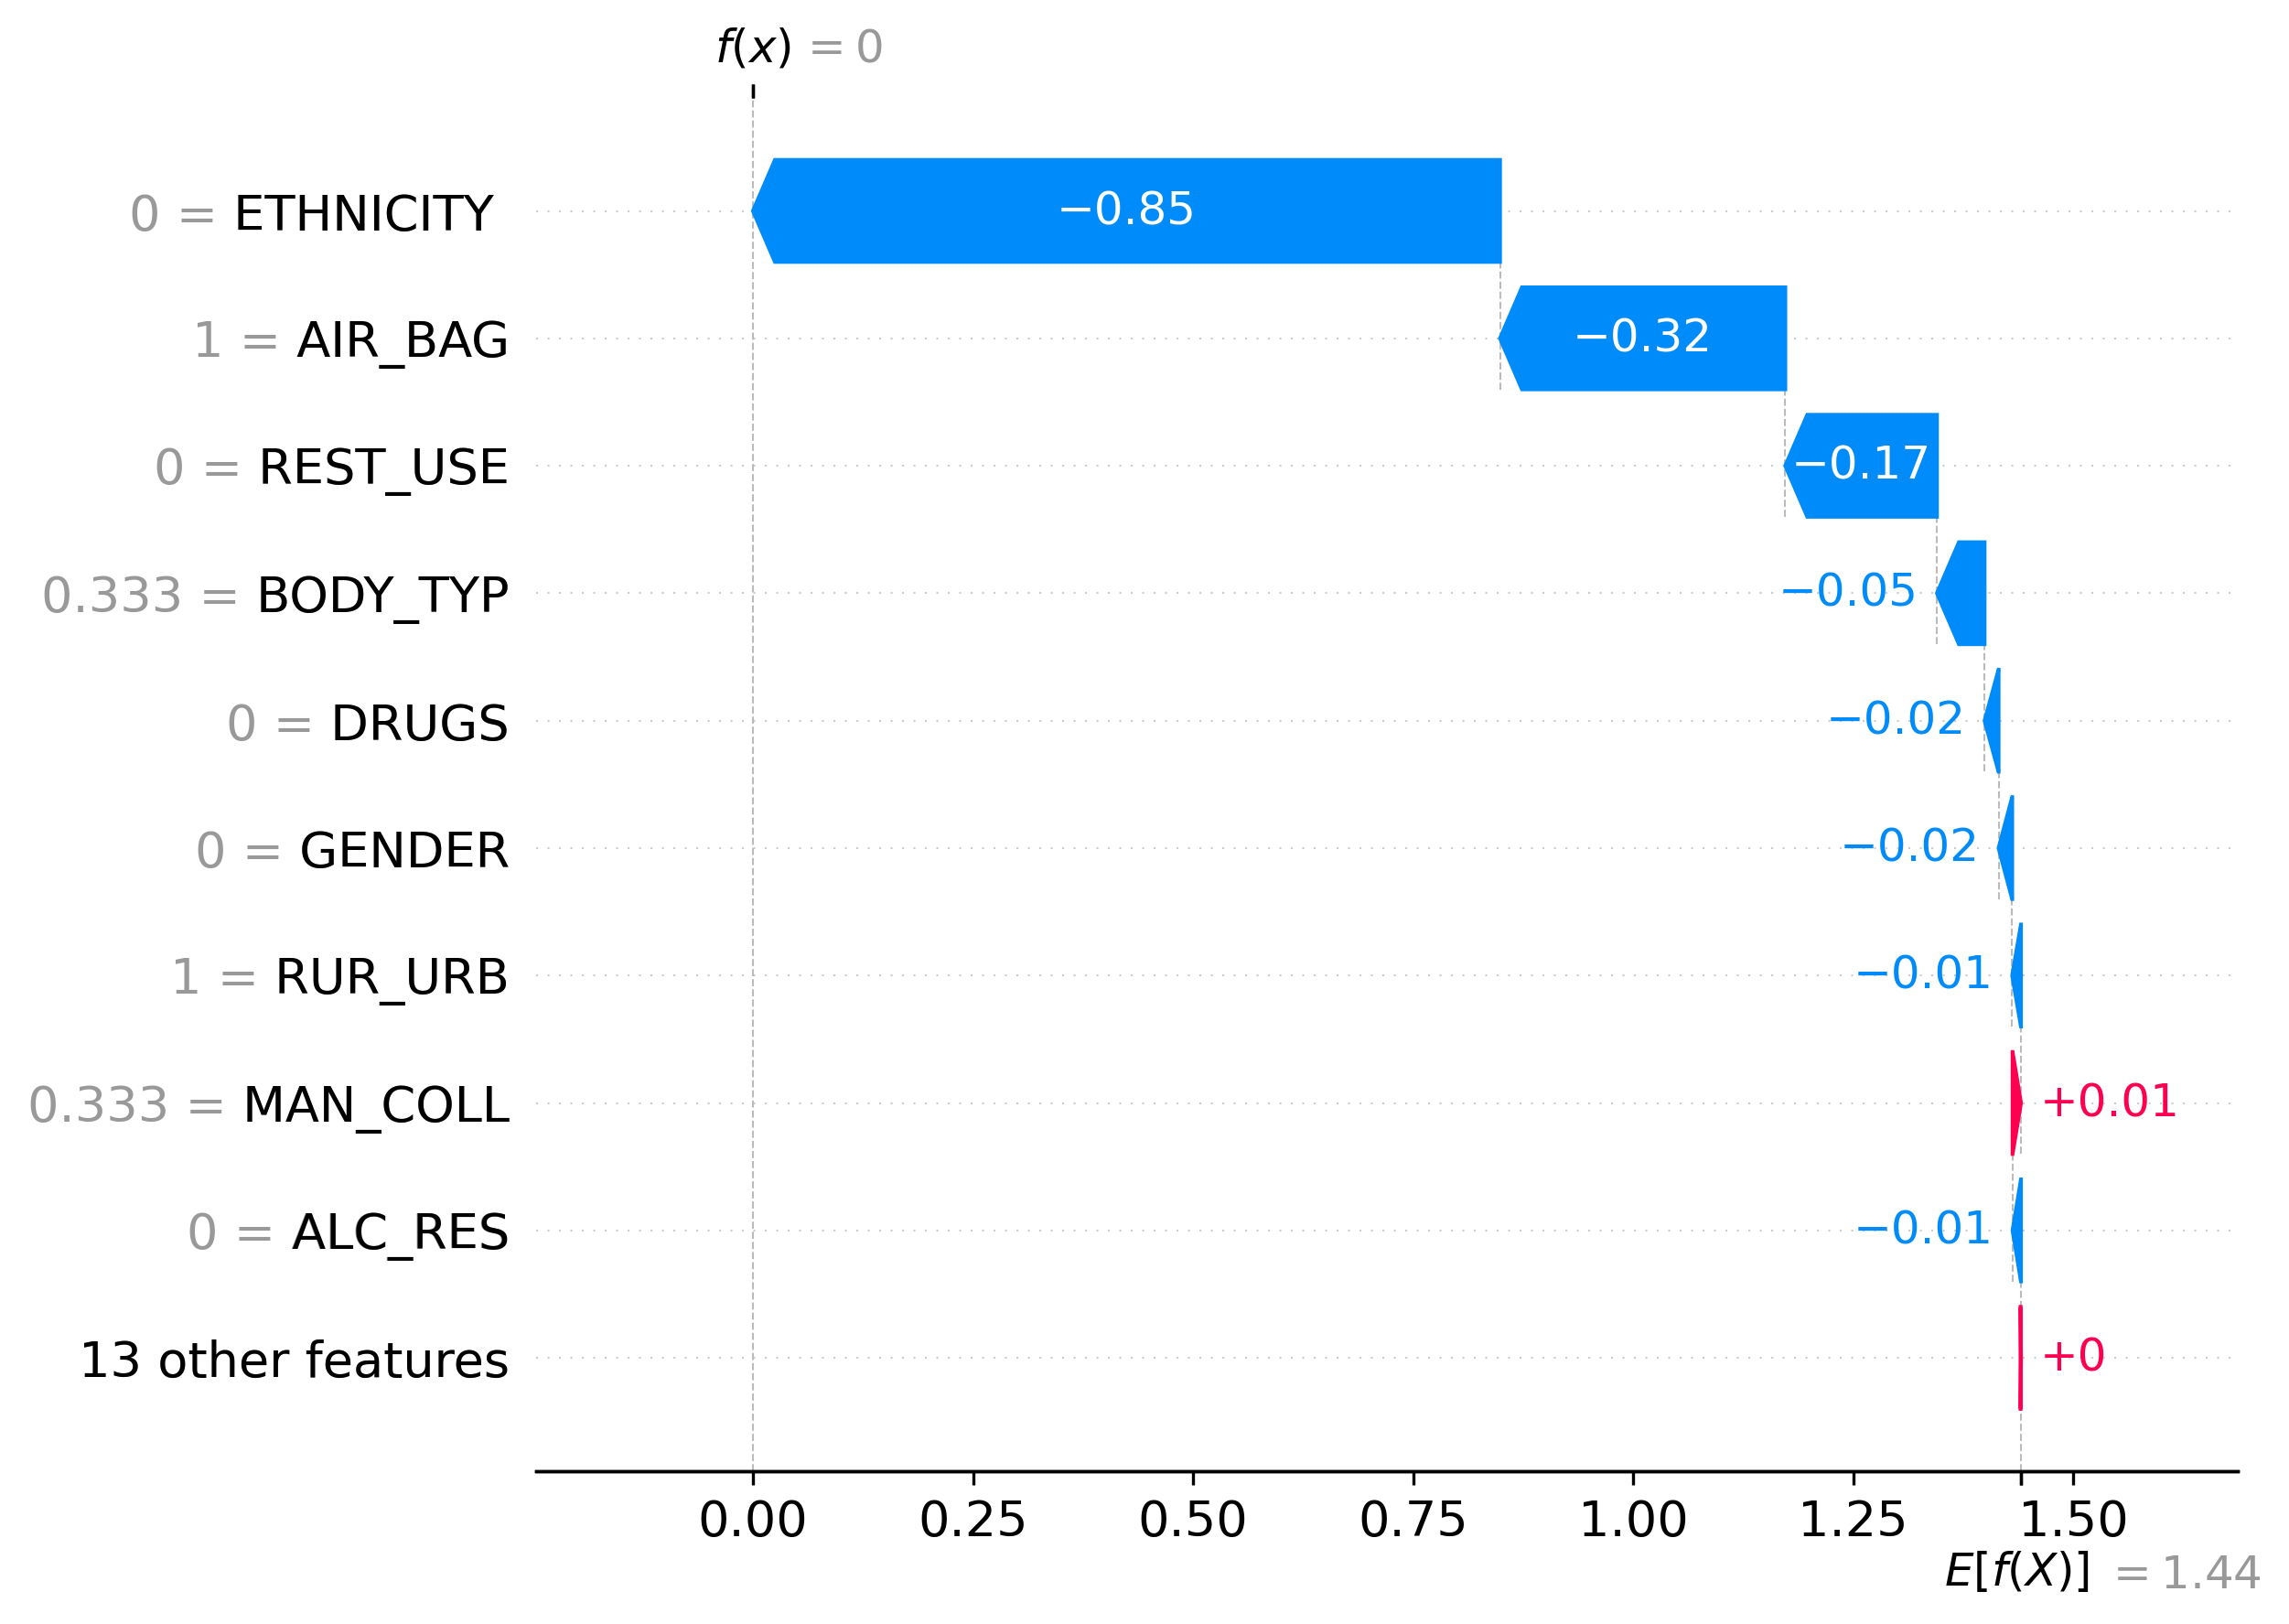 f(x) = 0
0 = ETHNICITY −0.85
1 = AIR_BAG −0.32
0 = REST_USE −0.17
0.333 = BODY_TYP −0.05
0 = DRUGS −0.02
0 = GENDER −0.02
1 = RUR_URB −0.01
0.333 = MAN_COLL +0.01
0 = ALC_RES −0.01
13 other features +0
0.00 0.25 0.50 0.75 1.00 1.25 1.50
E[f(X)] = 1.44